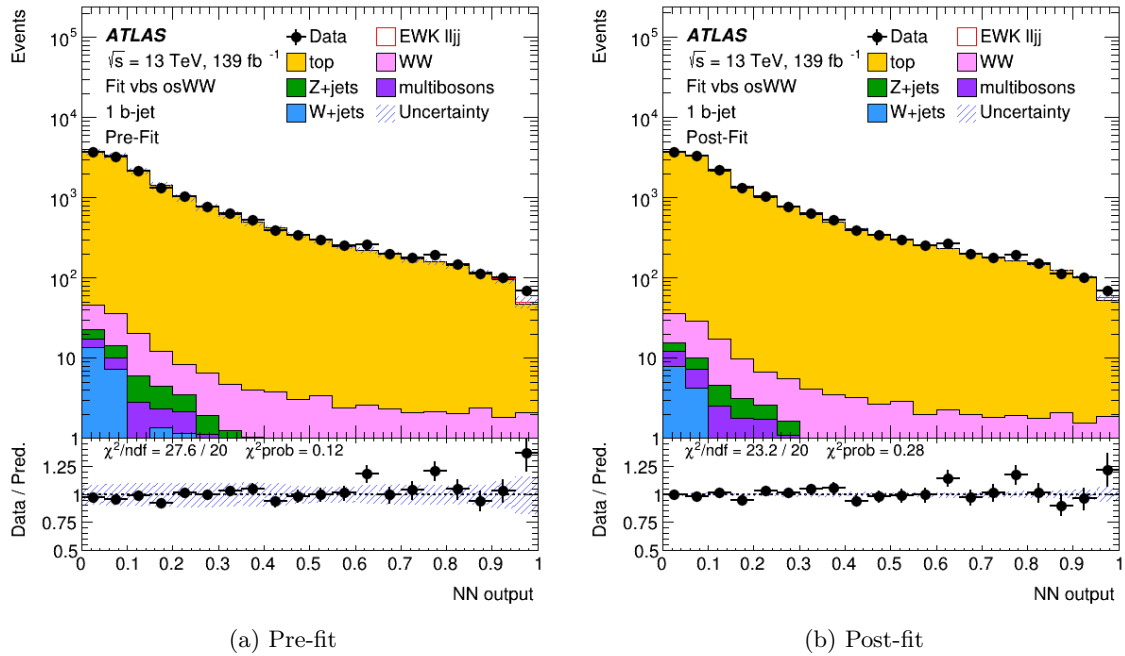 Events
10⁵
10⁴
10³
10²
10
1
ATLAS
√s = 13 TeV, 139 fb ⁻¹
Fit vbs osWW
1 b-jet
Pre-Fit
Data
EWK lljj
top
WW
Z+jets
multibosons
W+jets
Uncertainty
χ²/ndf = 27.6 / 20 χ²prob = 0.12
Data / Pred.
1.25
1
0.75
0.5
0 0.1 0.2 0.3 0.4 0.5 0.6 0.7 0.8 0.9 1
NN output
(a) Pre-fit
Events
10⁵
10⁴
10³
10²
10
1
ATLAS
√s = 13 TeV, 139 fb ⁻¹
Fit vbs osWW
1 b-jet
Post-Fit
Data
EWK lljj
top
WW
Z+jets
multibosons
W+jets
Uncertainty
χ²/ndf = 23.2 / 20 χ²prob = 0.28
Data / Pred.
1.25
1
0.75
0.5
0 0.1 0.2 0.3 0.4 0.5 0.6 0.7 0.8 0.9 1
NN output
(b) Post-fit